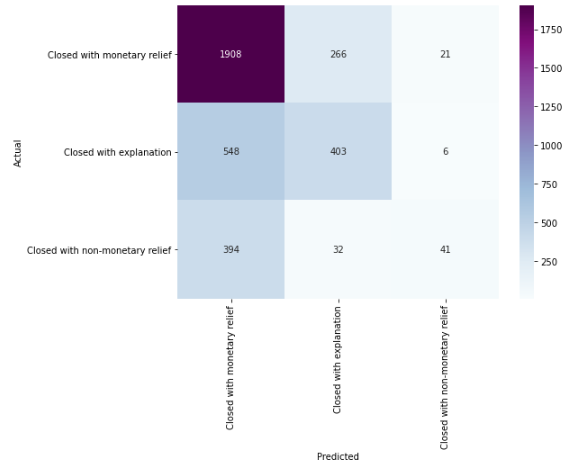 Closed with monetary relief
1908 266 21
Closed with explanation
548 403 6
Closed with non-monetary relief
394 32 41
Actual
Closed with monetary relief
Closed with explanation
Closed with non-monetary relief
Predicted
1750
1500
1250
1000
750
500
250